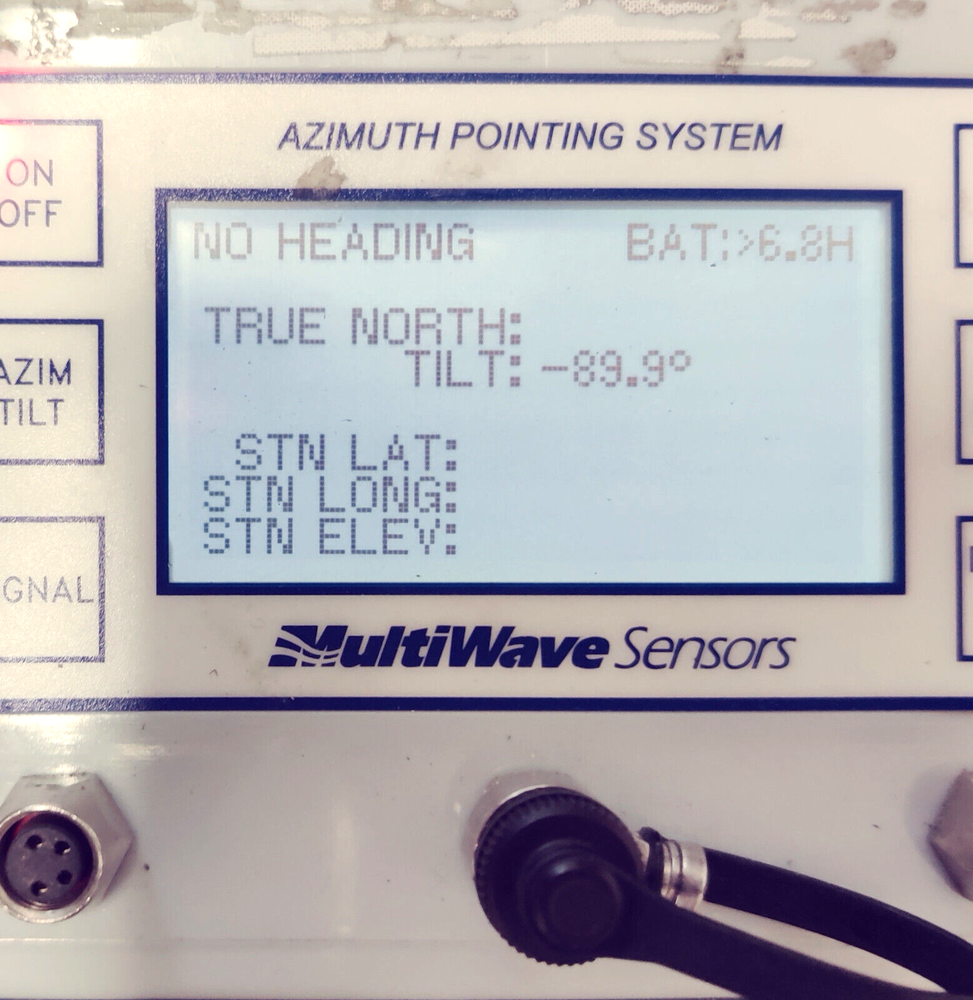 AZIMUTH POINTING SYSTEM
ON
OFF
NO HEADING BAT:>6.8H
TRUE NORTH:
TILT: -89.9°
AZIM
TILT
STN LAT:
STN LONG:
STN ELEV:
GNAL
MultiWave Sensors